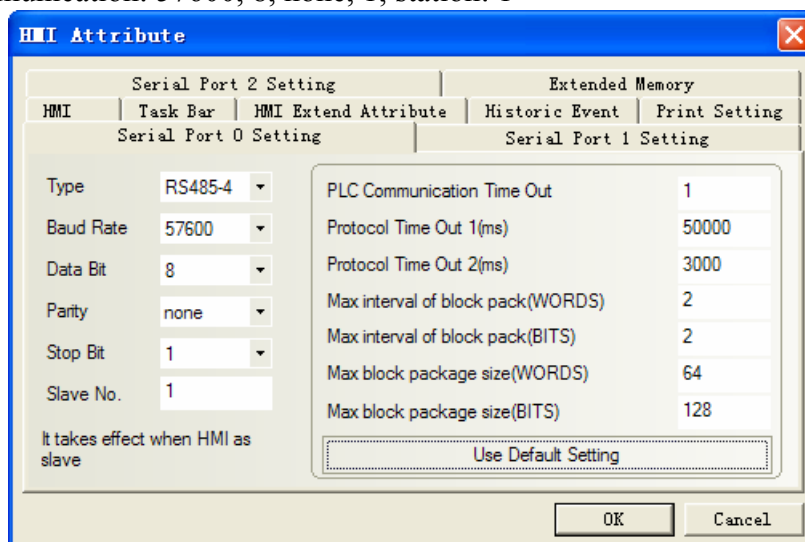 57600, 8, none, 1; station: 1
HMI Attribute
Serial Port 2 Setting Extended Memory
HMI Task Bar HMI Extend Attribute Historic Event Print Setting
Serial Port 0 Setting Serial Port 1 Setting
Type RS485-4
Baud Rate 57600
Data Bit 8
Parity none
Stop Bit 1
Slave No. 1
It takes effect when HMI as
slave
PLC Communication Time Out 1
Protocol Time Out 1(ms) 50000
Protocol Time Out 2(ms) 3000
Max interval of block pack(WORDS) 2
Max interval of block pack(BITS) 2
Max block package size(WORDS) 64
Max block package size(BITS) 128
Use Default Setting
OK Cancel